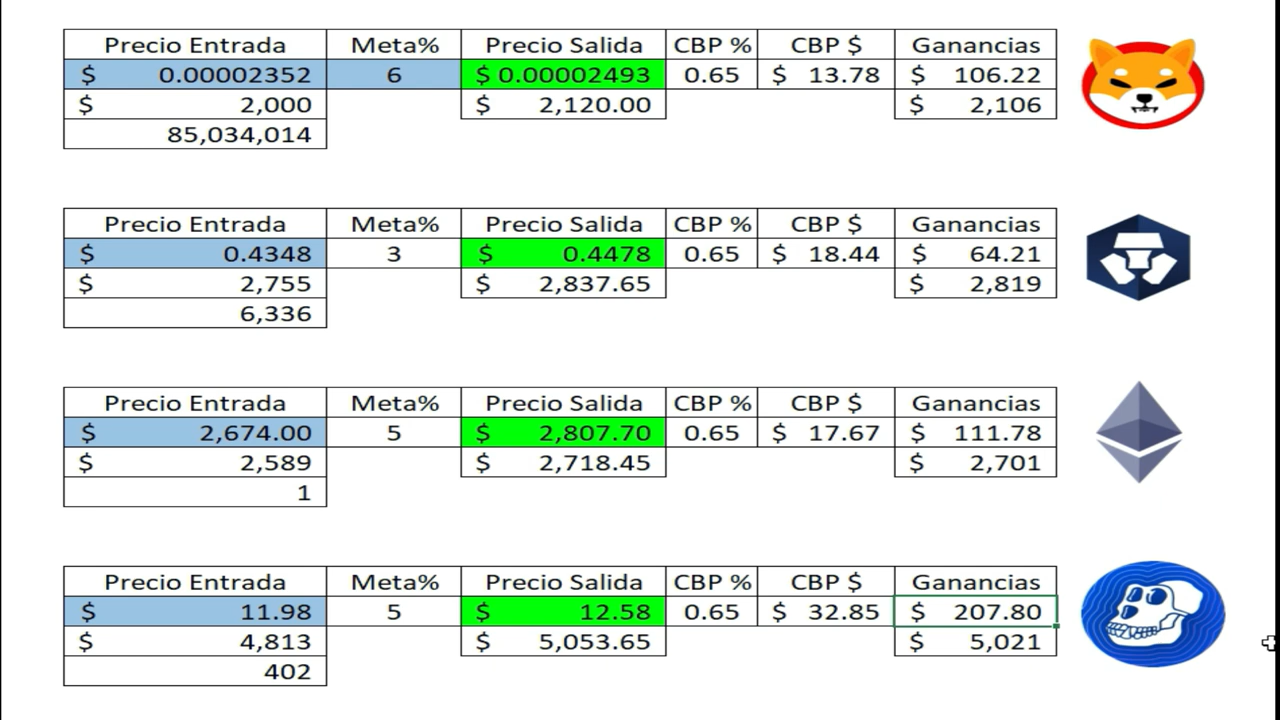 Precio Entrada Meta% Precio Salida CBP % CBP $ Ganancias
$ 0.00002352 6 $ 0.00002493 0.65 $ 13.78 $ 106.22
$ 2,000 $ 2,120.00 $ 2,106
85,034,014
Precio Entrada Meta% Precio Salida CBP % CBP $ Ganancias
$ 0.4348 3 $ 0.4478 0.65 $ 18.44 $ 64.21
$ 2,755 $ 2,837.65 $ 2,819
6,336
Precio Entrada Meta% Precio Salida CBP % CBP $ Ganancias
$ 2,674.00 5 $ 2,807.70 0.65 $ 17.67 $ 111.78
$ 2,589 $ 2,718.45 $ 2,701
1
Precio Entrada Meta% Precio Salida CBP % CBP $ Ganancias
$ 11.98 5 $ 12.58 0.65 $ 32.85 $ 207.80
$ 4,813 $ 5,053.65 $ 5,021
402